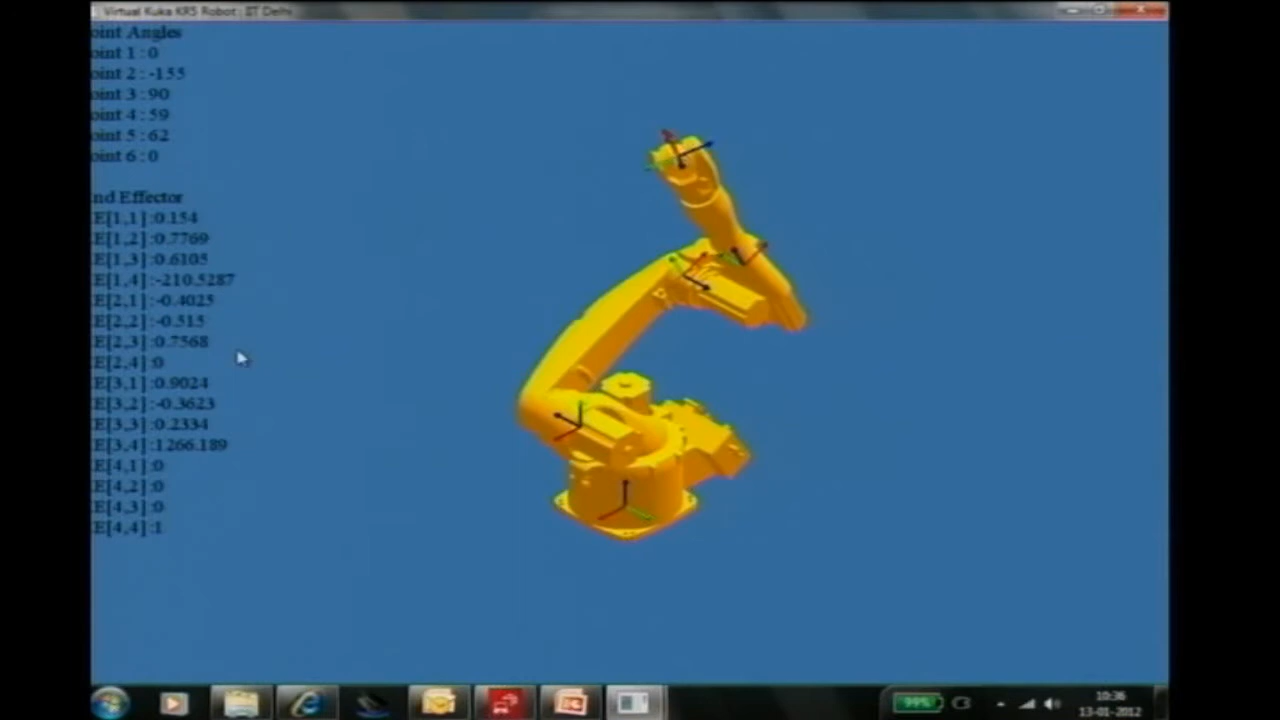 Virtual Kuka KR5 Robot : IIT Delhi
oint Angles
oint 1 : 0
oint 2 : -155
oint 3 : 90
oint 4 : 59
oint 5 : 62
oint 6 : 0
nd Effector
E[1,1] :0.154
E[1,2] :0.7769
E[1,3] :0.6105
E[1,4] :-210.5287
E[2,1] :-0.4025
E[2,2] :-0.515
E[2,3] :0.7568
E[2,4] :0
E[3,1] :0.9024
E[3,2] :-0.3623
E[3,3] :0.2334
E[3,4] :1266.189
E[4,1] :0
E[4,2] :0
E[4,3] :0
E[4,4] :1
99%
10:36
13-01-2012